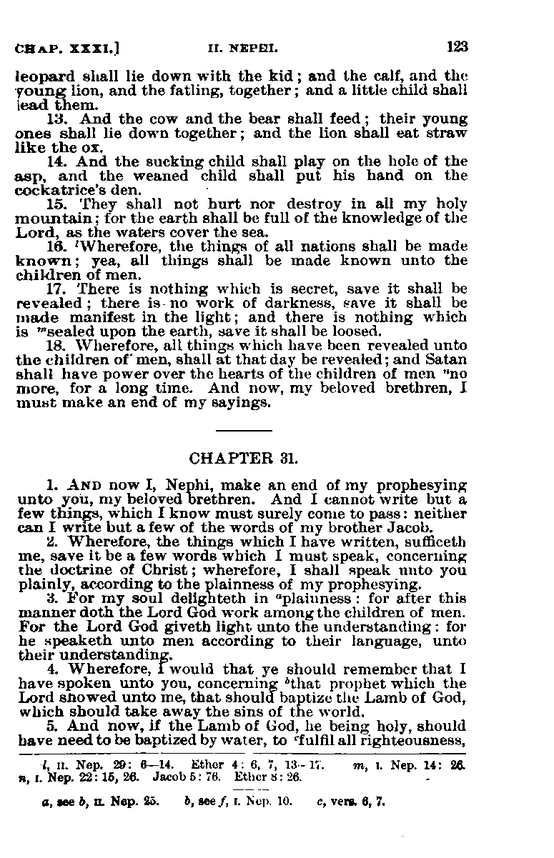 CHAP. XXXI.] II. NEPHI. 123
leopard shall lie down with the kid; and the calf, and the
young lion, and the fatling, together; and a little child shall
lead them.
13. And the cow and the bear shall feed; their young
ones shall lie down together; and the lion shall eat straw
like the ox.
14. And the sucking child shall play on the hole of the
asp, and the weaned child shall put his hand on the
cockatrice's den.
15. They shall not hurt nor destroy in all my holy
mountain; for the earth shall be full of the knowledge of the
Lord, as the waters cover the sea.
16. ˡWherefore, the things of all nations shall be made
known; yea, all things shall be made known unto the
children of men.
17. There is nothing which is secret, save it shall be
revealed; there is no work of darkness, save it shall be
made manifest in the light; and there is nothing which
is ᵐsealed upon the earth, save it shall be loosed.
18. Wherefore, all things which have been revealed unto
the children of men, shall at that day be revealed; and Satan
shall have power over the hearts of the children of men ⁿno
more, for a long time. And now, my beloved brethren, I
must make an end of my sayings.
CHAPTER 31.
1. AND now I, Nephi, make an end of my prophesying
unto you, my beloved brethren. And I cannot write but a
few things, which I know must surely come to pass: neither
can I write but a few of the words of my brother Jacob.
2. Wherefore, the things which I have written, sufficeth
me, save it be a few words which I must speak, concerning
the doctrine of Christ; wherefore, I shall speak unto you
plainly, according to the plainness of my prophesying.
3. For my soul delighteth in ᵃplainness: for after this
manner doth the Lord God work among the children of men.
For the Lord God giveth light unto the understanding: for
he speaketh unto men according to their language, unto
their understanding.
4. Wherefore, I would that ye should remember that I
have spoken unto you, concerning ᵇthat prophet which the
Lord showed unto me, that should baptize the Lamb of God,
which should take away the sins of the world.
5. And now, if the Lamb of God, he being holy, should
have need to be baptized by water, to ᶜfulfil all righteousness,
l, II. Nep. 29: 6—14. Ether 4: 6, 7, 13—17. m, I. Nep. 14: 26.
n, I. Nep. 22: 15, 26. Jacob 5: 76. Ether 8: 26.
a, see b, II. Nep. 25. b, see f, I. Nep. 10. c, vers. 6, 7.